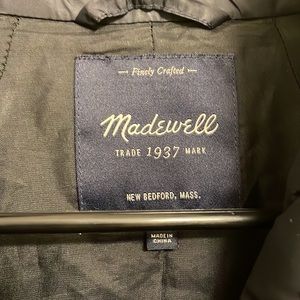 — Finely Crafted —
Madewell
TRADE 1937 MARK
NEW BEDFORD, MASS.
MADE IN
CHINA